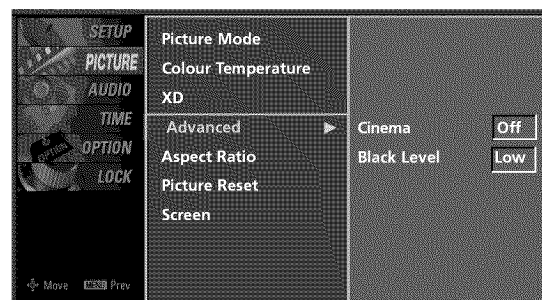 SETUP
PICTURE
AUDIO
TIME
OPTION
LOCK
Move MENU Prev
Picture Mode
Colour Temperature
XD
Advanced
Aspect Ratio
Picture Reset
Screen
Cinema Off
Black Level Low